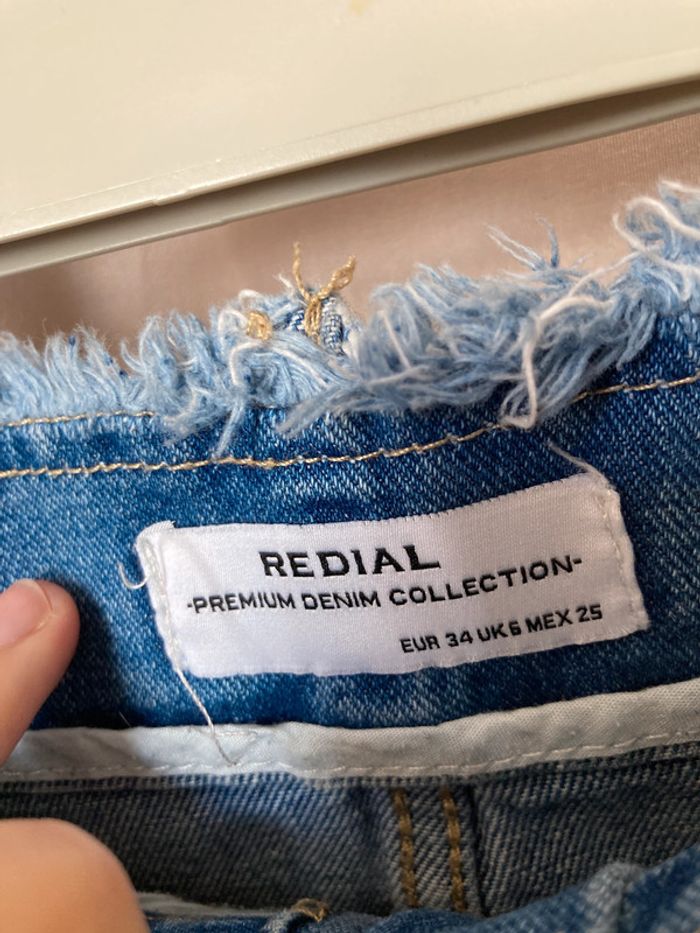 REDIAL
-PREMIUM DENIM COLLECTION-
EUR 34 UK6 MEX 25